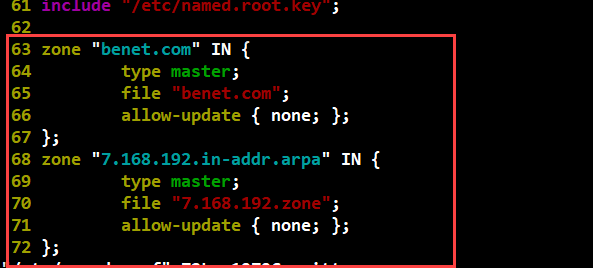 61 include "/etc/named.root.key";
62
63 zone "benet.com" IN {
64         type master;
65         file "benet.com";
66         allow-update { none; };
67 };
68 zone "7.168.192.in-addr.arpa" IN {
69         type master;
70         file "7.168.192.zone";
71         allow-update { none; };
72 };